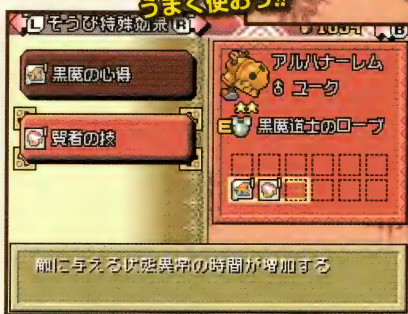 うまく使おう!!
L そうび特殊効果 R
B
黒魔の心得
賢者の技
アルハナーレム
ユーク
E 黒魔道士のローブ
敵に与える状態異常の時間が増加する